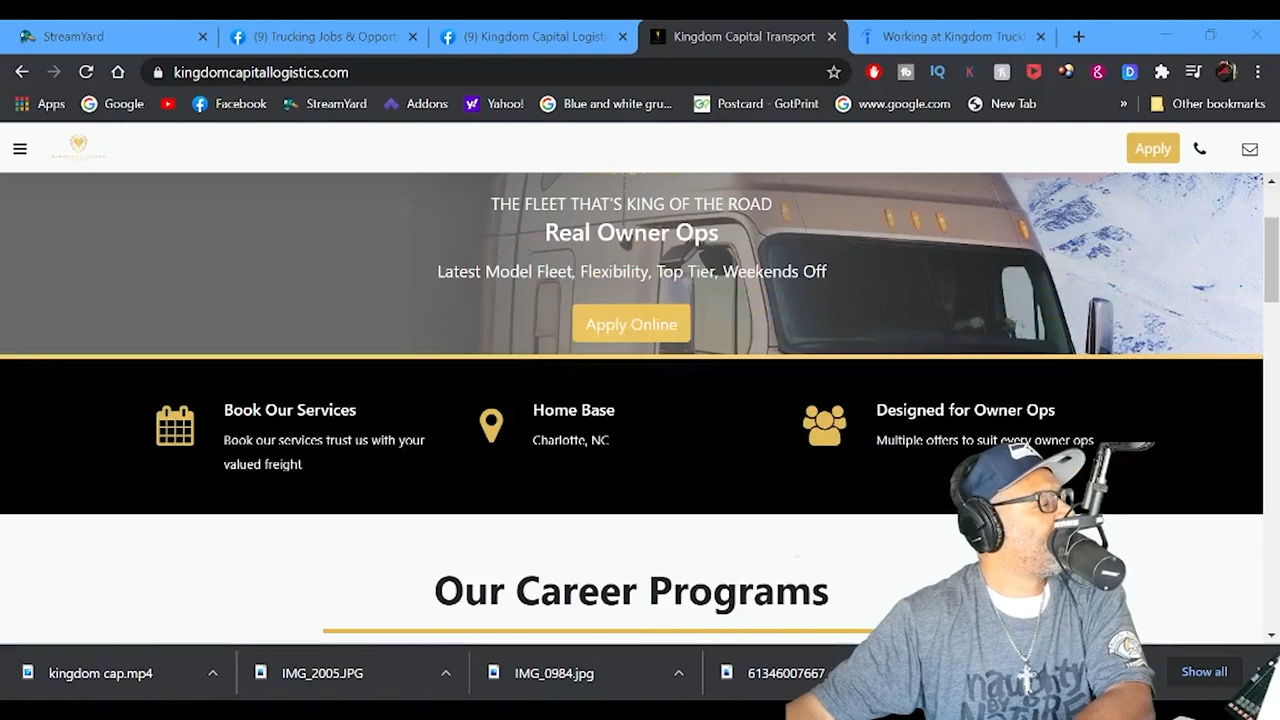 StreamYard
(9) Trucking Jobs & Opport
(9) Kingdom Capital Logisti
Kingdom Capital Transport
Working at Kingdom Trucki
kingdomcapitallogistics.com
Apps
Google
Facebook
StreamYard
Addons
Yahoo!
Blue and white gru...
Postcard - GotPrint
www.google.com
New Tab
»
Other bookmarks
Apply
THE FLEET THAT'S KING OF THE ROAD
Real Owner Ops
Latest Model Fleet, Flexibility, Top Tier, Weekends Off
Apply Online
Book Our Services
Book our services trust us with your
valued freight
Home Base
Charlotte, NC
Designed for Owner Ops
Multiple offers to suit every owner ops
Our Career Programs
kingdom cap.mp4
IMG_2005.JPG
IMG_0984.jpg
61346007667
Show all
naughty
BY
NATURE